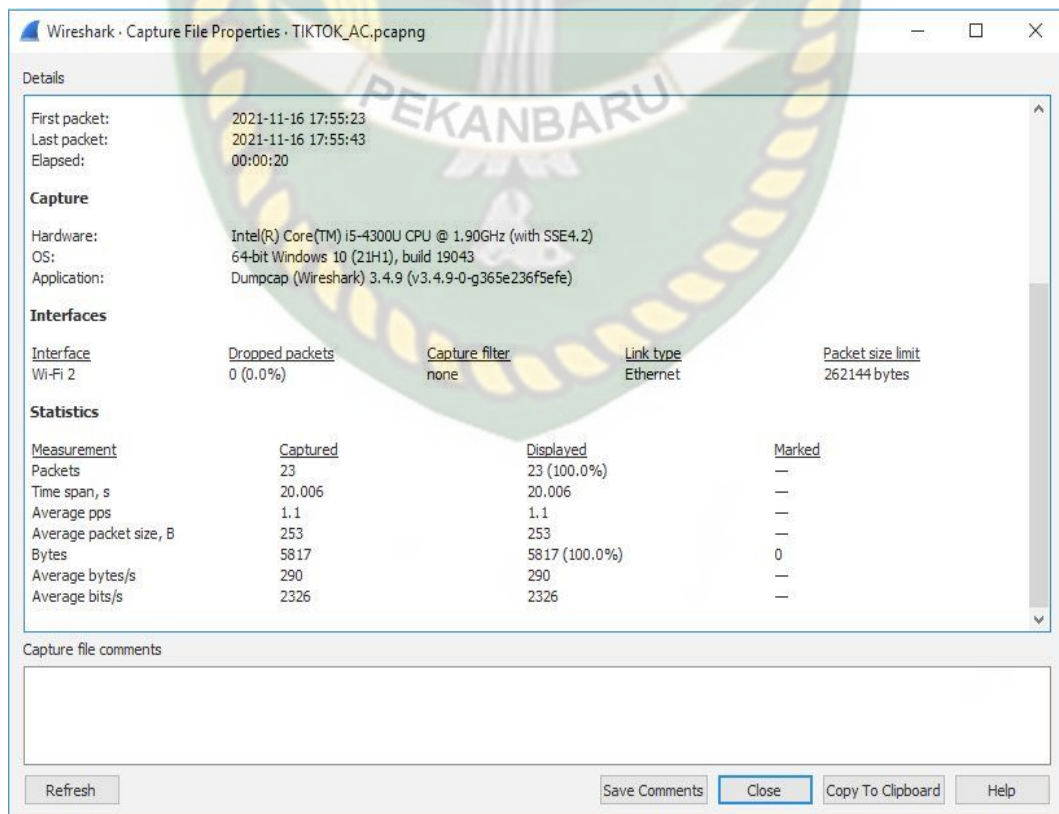 Wireshark · Capture File Properties · TIKTOK_AC.pcapng
Details
PEKANBARU
First packet: 2021-11-16 17:55:23
Last packet: 2021-11-16 17:55:43
Elapsed: 00:00:20
Capture
Hardware: Intel(R) Core(TM) i5-4300U CPU @ 1.90GHz (with SSE4.2)
OS: 64-bit Windows 10 (21H1), build 19043
Application: Dumpcap (Wireshark) 3.4.9 (v3.4.9-0-g365e236f5efe)
Interfaces
Interface Dropped packets Capture filter Link type Packet size limit
Wi-Fi 2 0 (0.0%) none Ethernet 262144 bytes
Statistics
Measurement Captured Displayed Marked
Packets 23 23 (100.0%) —
Time span, s 20.006 20.006 —
Average pps 1.1 1.1 —
Average packet size, B 253 253 —
Bytes 5817 5817 (100.0%) 0
Average bytes/s 290 290 —
Average bits/s 2326 2326 —
Capture file comments
Refresh Save Comments Close Copy To Clipboard Help